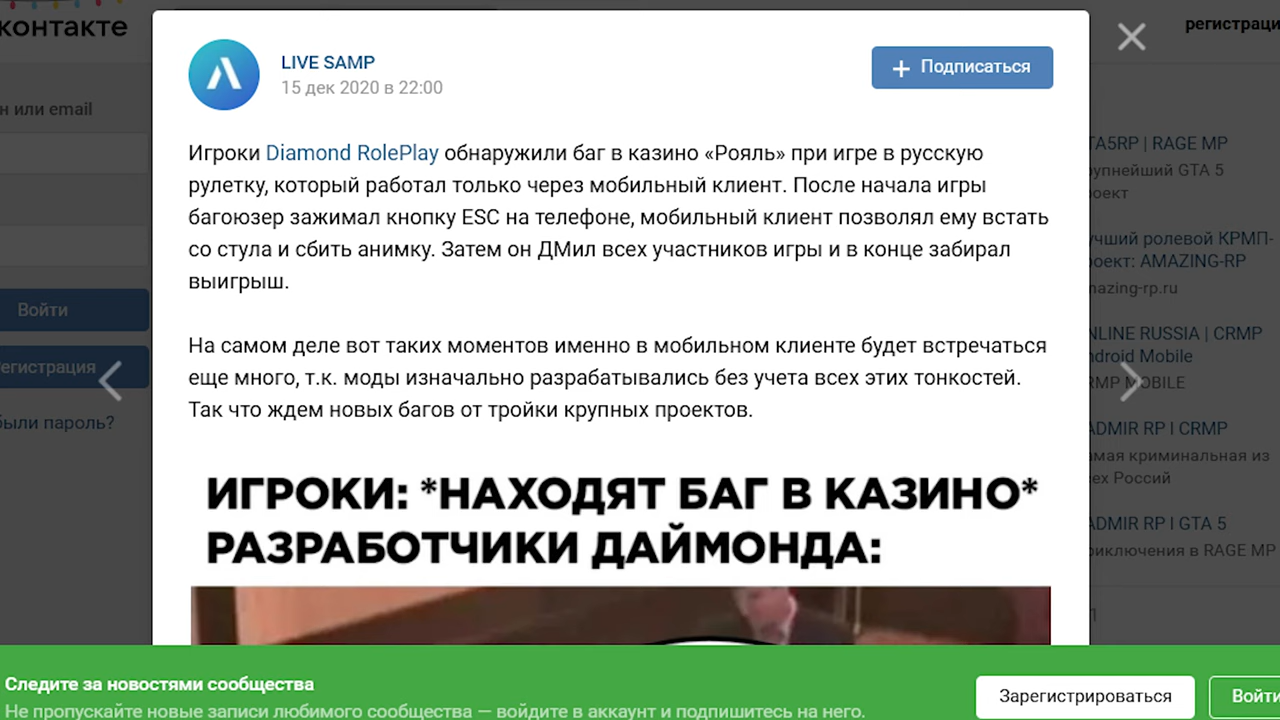 контакте
регистраци
LIVE SAMP
15 дек 2020 в 22:00
Подписаться
н или email
Игроки Diamond RolePlay обнаружили баг в казино «Рояль» при игре в русскую
рулетку, который работал только через мобильный клиент. После начала игры
багоюзер зажимал кнопку ESC на телефоне, мобильный клиент позволял ему встать
со стула и сбить анимку. Затем он ДМил всех участников игры и в конце забирал
выигрыш.
На самом деле вот таких моментов именно в мобильном клиенте будет встречаться
еще много, т.к. моды изначально разрабатывались без учета всех этих тонкостей.
Так что ждем новых багов от тройки крупных проектов.
ИГРОКИ: *НАХОДЯТ БАГ В КАЗИНО*
РАЗРАБОТЧИКИ ДАЙМОНДА:
Войти
егистрация
были пароль?
TA5RP | RAGE MP
рупнейший GTA 5
роект
учший ролевой КРМП-
роект: AMAZING-RP
mazing-rp.ru
NLINE RUSSIA | CRMP
ndroid Mobile
RMP MOBILE
ADMIR RP l CRMP
амая криминальная из
сех Россий
ADMIR RP l GTA 5
риключения в RAGE MP
Следите за новостями сообщества
Не пропускайте новые записи любимого сообщества — войдите в аккаунт и подпишитесь на него.
Зарегистрироваться
Войти